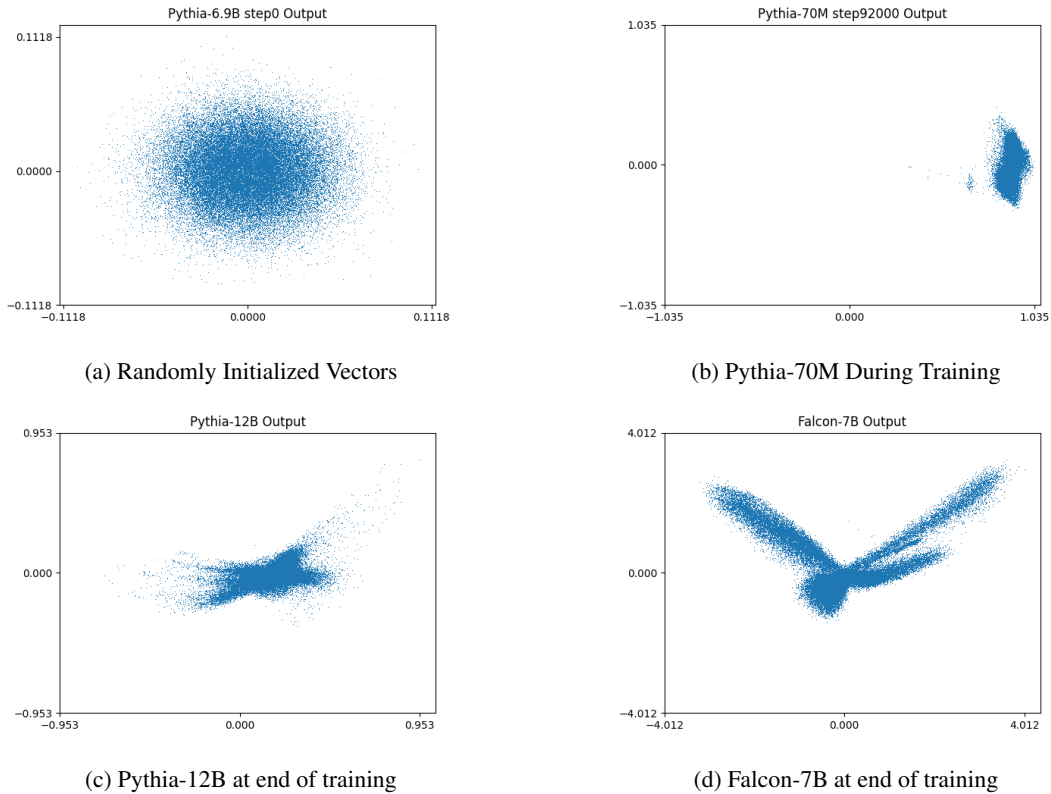 Pythia-6.9B step0 Output
0.1118
0.0000
−0.1118
−0.1118 0.0000 0.1118
(a) Randomly Initialized Vectors
Pythia-70M step92000 Output
1.035
0.000
−1.035
−1.035 0.000 1.035
(b) Pythia-70M During Training
Pythia-12B Output
0.953
0.000
−0.953
−0.953 0.000 0.953
(c) Pythia-12B at end of training
Falcon-7B Output
4.012
0.000
−4.012
−4.012 0.000 4.012
(d) Falcon-7B at end of training